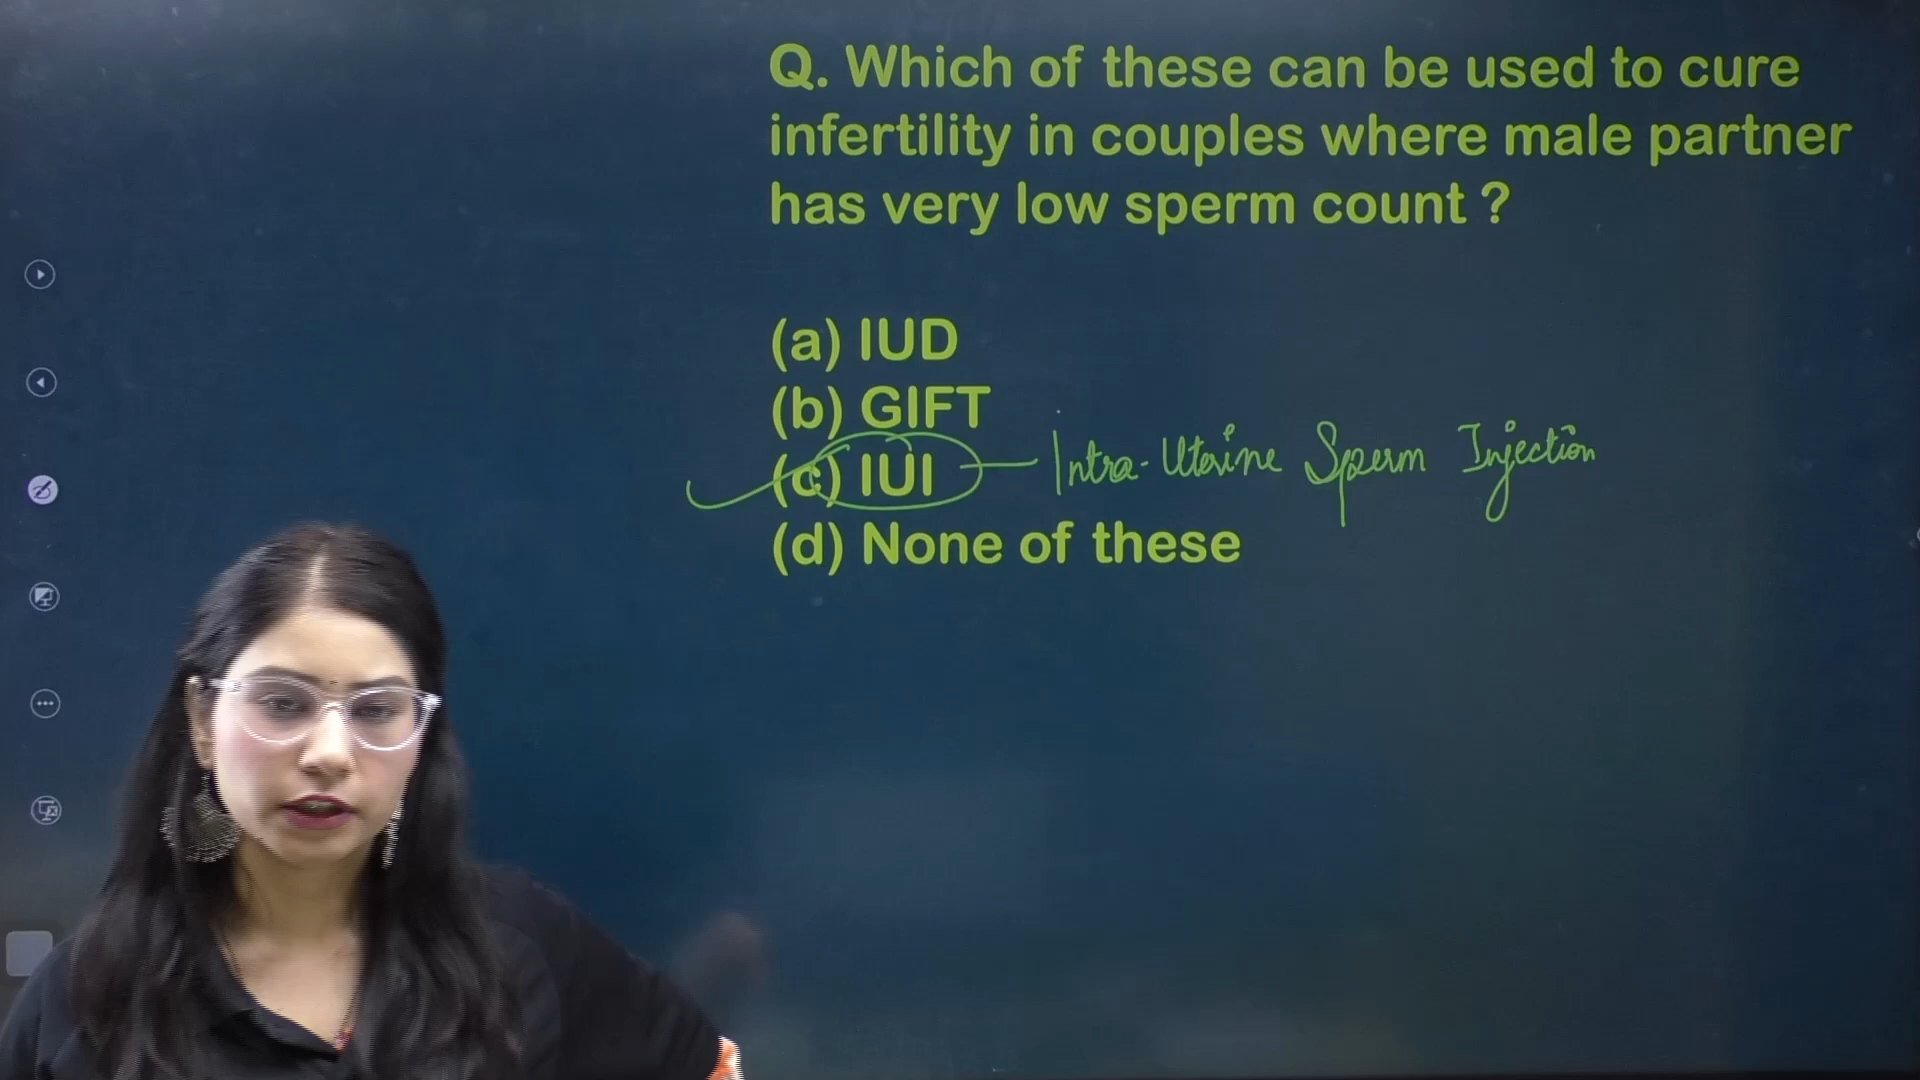 Q. Which of these can be used to cure
infertility in couples where male partner
has very low sperm count ?
(a) IUD
(b) GIFT
(c) IUI
Intra-Uterine Sperm Injection
(d) None of these